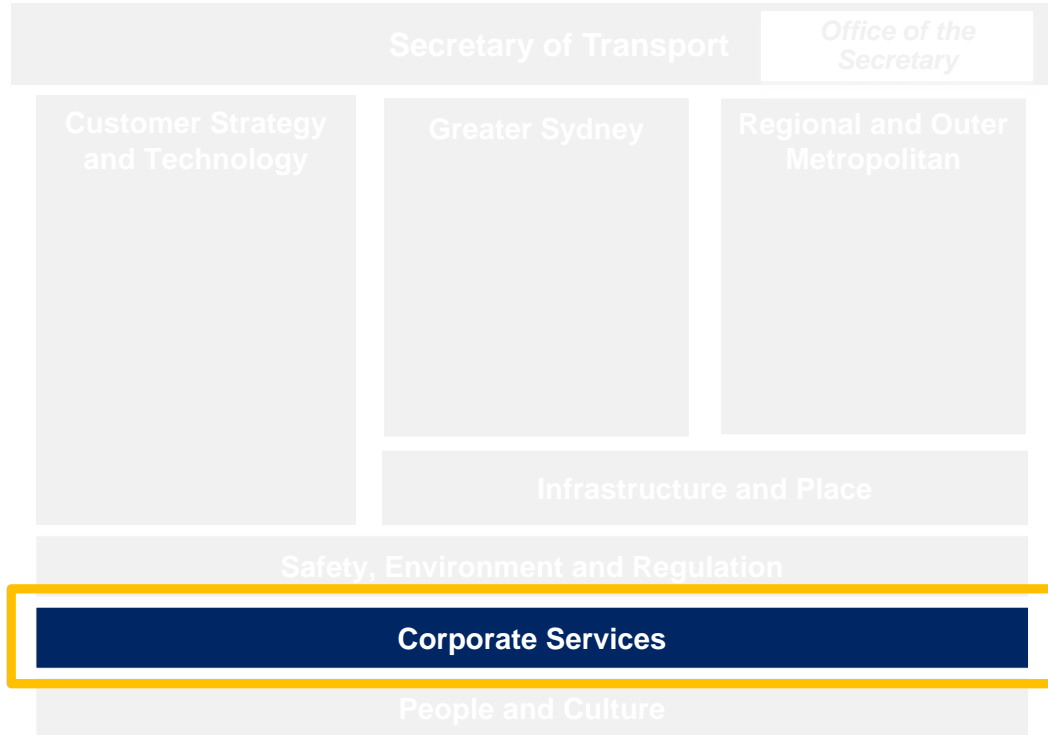 Secretary of Transport
Office of the
Secretary
Customer Strategy
and Technology
Greater Sydney
Regional and Outer
Metropolitan
Infrastructure and Place
Safety, Environment and Regulation
Corporate Services
People and Culture